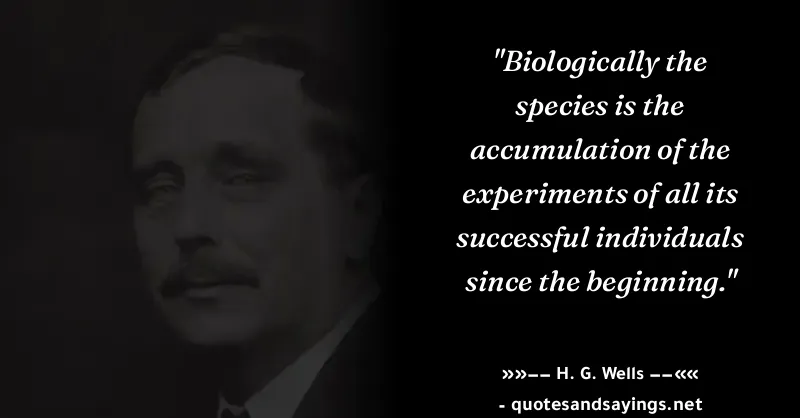 "Biologically the
species is the
accumulation of the
experiments of all its
successful individuals
since the beginning."
»»−− H. G. Wells −−««
- quotesandsayings.net